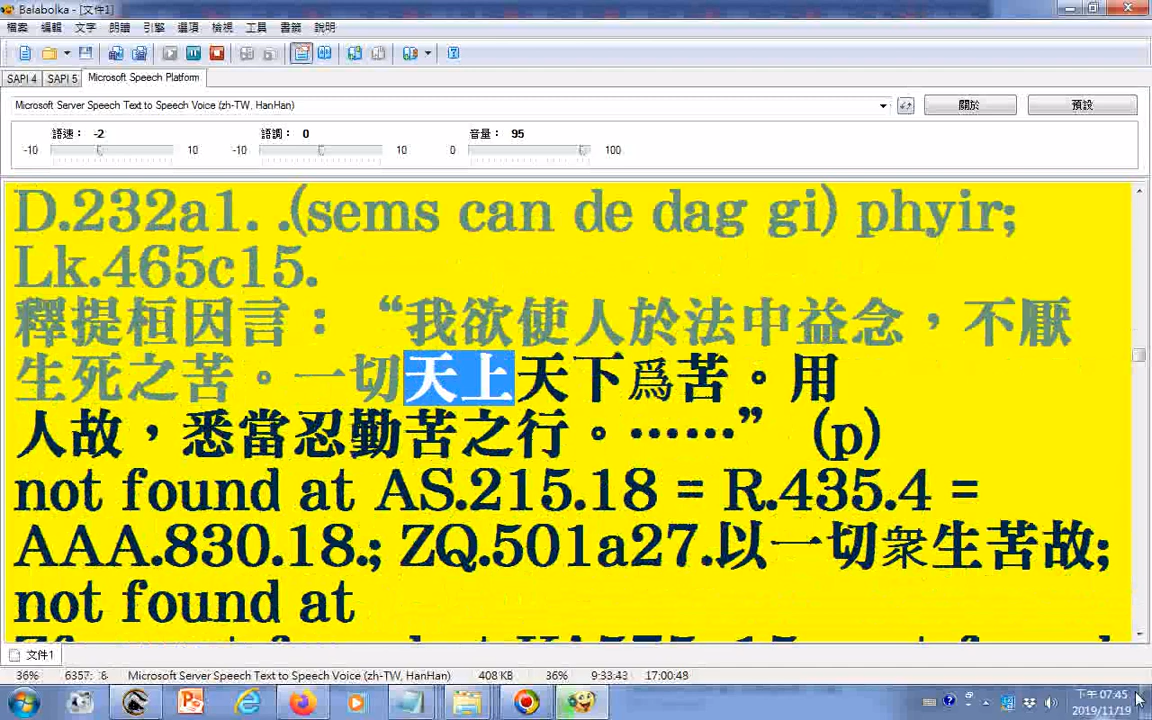 Balabolka - [文件1]
檔案 編輯 文字 朗讀 引擎 選項 檢視 工具 書籤 說明
SAPI 4 SAPI 5 Microsoft Speech Platform
Microsoft Server Speech Text to Speech Voice (zh-TW, HanHan) 關於 預設
語速： -2 語調： 0 音量： 95
-10 10 -10 10 0 100
D.232a1. .(sems can de dag gi) phyir;
Lk.465c15.
釋提桓因言：“我欲使人於法中益念，不厭
生死之苦。一切天上天下爲苦。用
人故，悉當忍勤苦之行。……”（p）
not found at AS.215.18 = R.435.4 =
AAA.830.18.; ZQ.501a27.以一切衆生苦故;
not found at
文件1
36% Microsoft Server Speech Text to Speech Voice (zh-TW, HanHan) 408 KB 36% 9:33:43 17:00:48
下午 07:45
2019/11/19